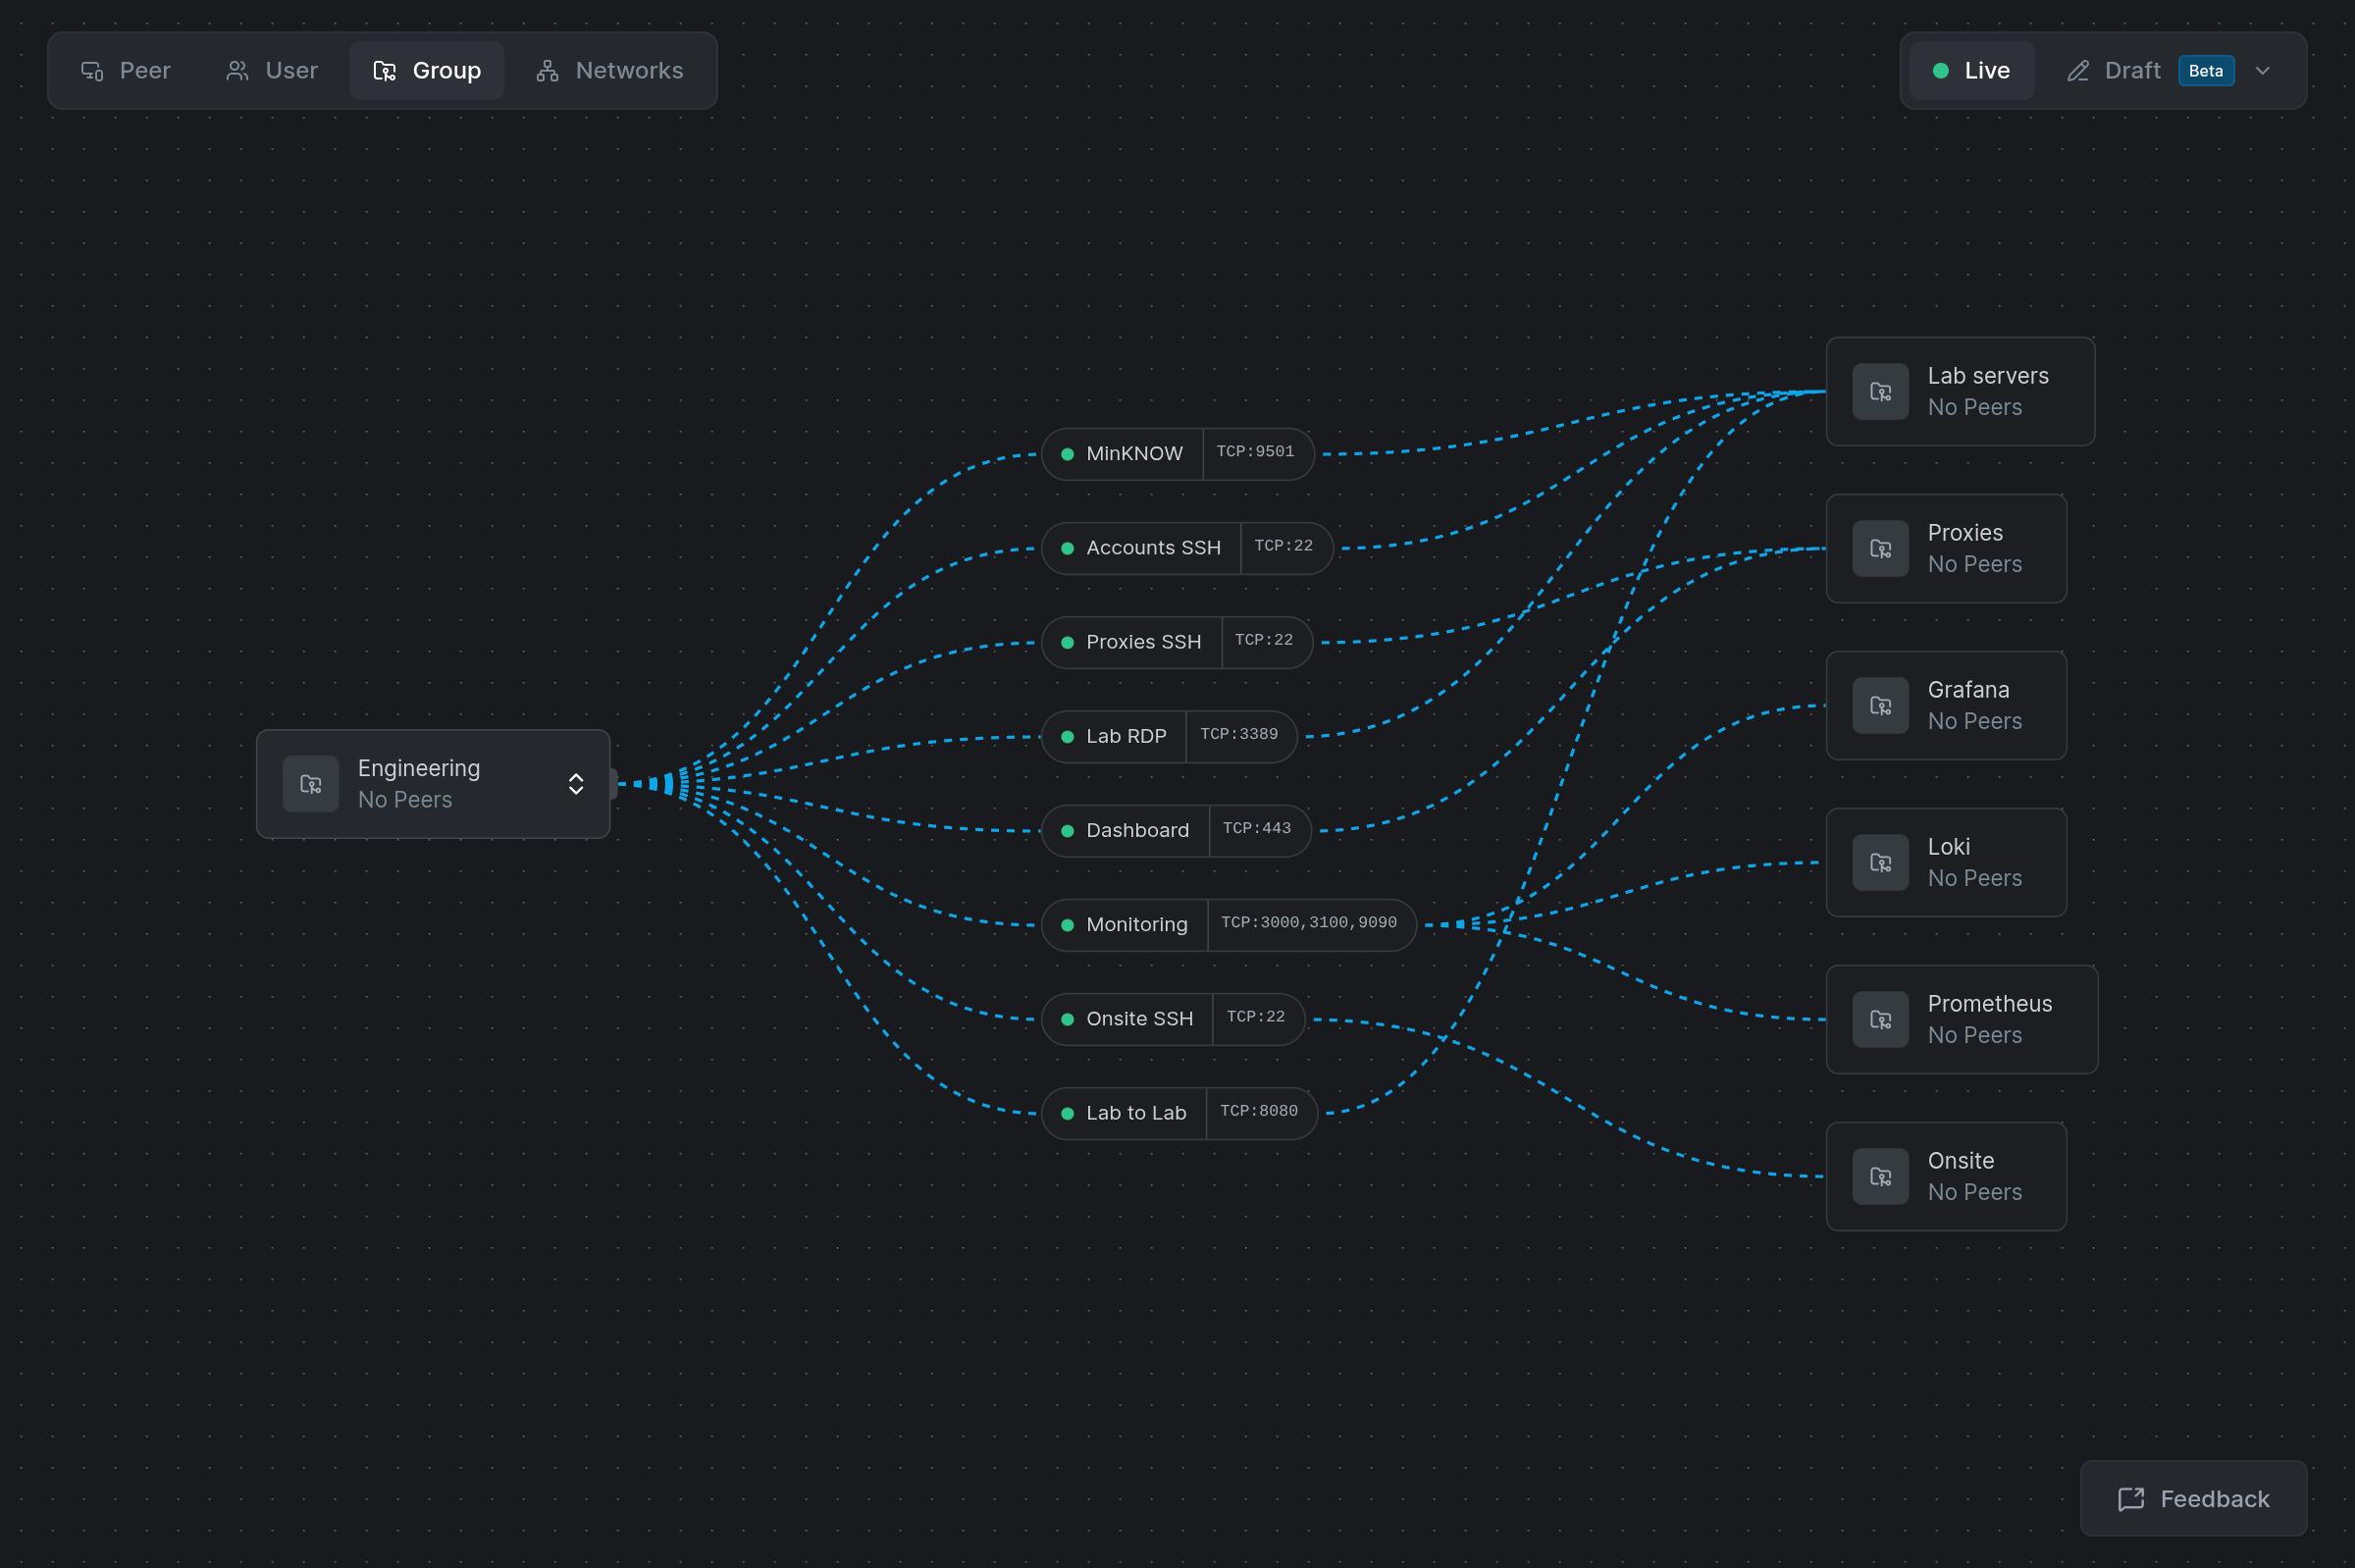 Peer
User
Group
Networks
Live
Draft
Beta
Lab servers
No Peers
MinKNOW TCP:9501
Accounts SSH TCP:22
Proxies
No Peers
Proxies SSH TCP:22
Grafana
No Peers
Lab RDP TCP:3389
Engineering
No Peers
Dashboard TCP:443
Loki
No Peers
Monitoring TCP:3000,3100,9090
Prometheus
No Peers
Onsite SSH TCP:22
Lab to Lab TCP:8080
Onsite
No Peers
Feedback